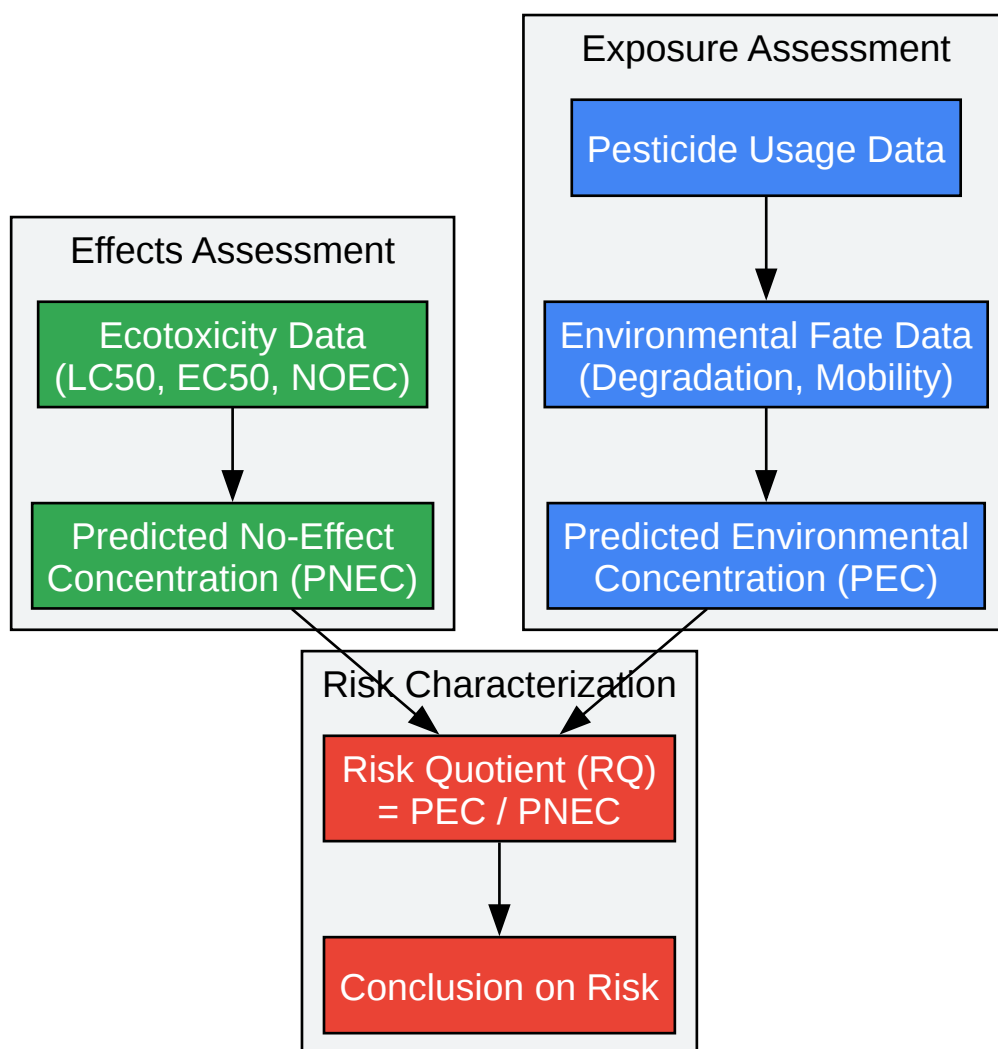 Exposure Assessment
Pesticide Usage Data
Environmental Fate Data
(Degradation, Mobility)
Predicted Environmental
Concentration (PEC)
Effects Assessment
Ecotoxicity Data
(LC50, EC50, NOEC)
Predicted No-Effect
Concentration (PNEC)
Risk Characterization
Risk Quotient (RQ)
= PEC / PNEC
Conclusion on Risk